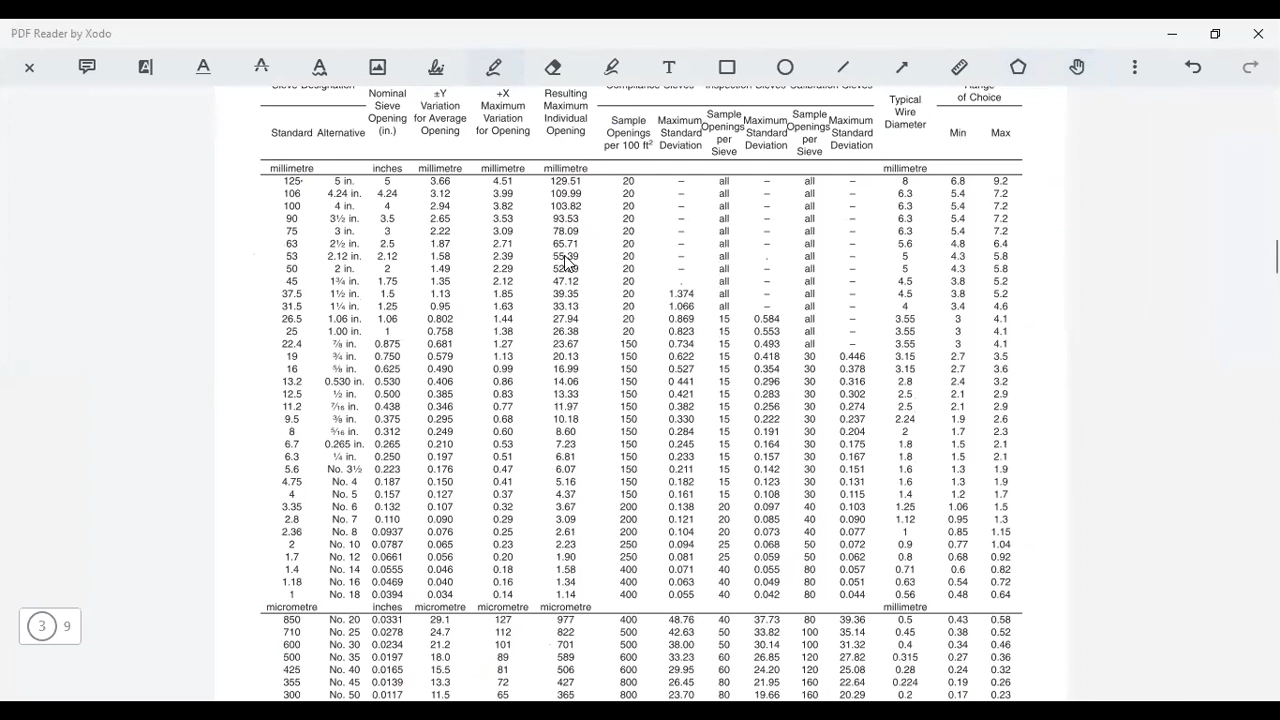 PDF Reader by Xodo
Nominal Sieve Opening (in.)
±Y Variation for Average Opening
+X Maximum Variation for Opening
Resulting Maximum Individual Opening
Typical Wire Diameter
of Choice
Standard Alternative
Sample Openings per 100 ft²
Maximum Standard Deviation
Sample Openings per Sieve
Maximum Standard Deviation
Sample Openings per Sieve
Maximum Standard Deviation
Min Max
millimetre inches millimetre millimetre millimetre millimetre
125 5 in. 5 3.66 4.51 129.51 20 – all – all – 8 6.8 9.2
106 4.24 in. 4.24 3.12 3.99 109.99 20 – all – all – 6.3 5.4 7.2
100 4 in. 4 2.94 3.82 103.82 20 – all – all – 6.3 5.4 7.2
90 3½ in. 3.5 2.65 3.53 93.53 20 – all – all – 6.3 5.4 7.2
75 3 in. 3 2.22 3.09 78.09 20 – all – all – 6.3 5.4 7.2
63 2½ in. 2.5 1.87 2.71 65.71 20 – all – all – 5.6 4.8 6.4
53 2.12 in. 2.12 1.58 2.39 55.39 20 – all . all – 5 4.3 5.8
50 2 in. 2 1.49 2.29 20 – all – all – 5 4.3 5.8
45 1¾ in. 1.75 1.35 2.12 47.12 20 . all – all – 4.5 3.8 5.2
37.5 1½ in. 1.5 1.13 1.85 39.35 20 1.374 all – all – 4.5 3.8 5.2
31.5 1¼ in. 1.25 0.95 1.63 33.13 20 1.066 all – all – 4 3.4 4.6
26.5 1.06 in. 1.06 0.802 1.44 27.94 20 0.869 15 0.584 all – 3.55 3 4.1
25 1.00 in. 1 0.758 1.38 26.38 20 0.823 15 0.553 all – 3.55 3 4.1
22.4 ⅞ in. 0.875 0.681 1.27 23.67 150 0.734 15 0.493 all – 3.55 3 4.1
19 ¾ in. 0.750 0.579 1.13 20.13 150 0.622 15 0.418 30 0.446 3.15 2.7 3.5
16 ⅝ in. 0.625 0.490 0.99 16.99 150 0.527 15 0.354 30 0.378 3.15 2.7 3.6
13.2 0.530 in. 0.530 0.406 0.86 14.06 150 0 441 15 0.296 30 0.316 2.8 2.4 3.2
12.5 ½ in. 0.500 0.385 0.83 13.33 150 0.421 15 0.283 30 0.302 2.5 2.1 2.9
11.2 7/16 in. 0.438 0.346 0.77 11.97 150 0.382 15 0.256 30 0.274 2.5 2.1 2.9
9.5 ⅜ in. 0.375 0.295 0.68 10.18 150 0.330 15 0.222 30 0.237 2.24 1.9 2.6
8 5/16 in. 0.312 0.249 0.60 8.60 150 0.284 15 0.191 30 0.204 2 1.7 2.3
6.7 0.265 in. 0.265 0.210 0.53 7.23 150 0.245 15 0.164 30 0.175 1.8 1.5 2.1
6.3 ¼ in. 0.250 0.197 0.51 6.81 150 0.233 15 0.157 30 0.167 1.8 1.5 2.1
5.6 No. 3½ 0.223 0.176 0.47 6.07 150 0.211 15 0.142 30 0.151 1.6 1.3 1.9
4.75 No. 4 0.187 0.150 0.41 5.16 150 0.182 15 0.123 30 0.131 1.6 1.3 1.9
4 No. 5 0.157 0.127 0.37 4.37 150 0.161 15 0.108 30 0.115 1.4 1.2 1.7
3.35 No. 6 0.132 0.107 0.32 3.67 200 0.138 20 0.097 40 0.103 1.25 1.06 1.5
2.8 No. 7 0.110 0.090 0.29 3.09 200 0.121 20 0.085 40 0.090 1.12 0.95 1.3
2.36 No. 8 0.0937 0.076 0.25 2.61 200 0.104 20 0.073 40 0.077 1 0.85 1.15
2 No. 10 0.0787 0.065 0.23 2.23 250 0.094 25 0.068 50 0.072 0.9 0.77 1.04
1.7 No. 12 0.0661 0.056 0.20 1.90 250 0.081 25 0.059 50 0.062 0.8 0.68 0.92
1.4 No. 14 0.0555 0.046 0.18 1.58 400 0.071 40 0.055 80 0.057 0.71 0.6 0.82
1.18 No. 16 0.0469 0.040 0.16 1.34 400 0.063 40 0.049 80 0.051 0.63 0.54 0.72
1 No. 18 0.0394 0.034 0.14 1.14 400 0.055 40 0.042 80 0.044 0.56 0.48 0.64
micrometre inches micrometre micrometre micrometre millimetre
850 No. 20 0.0331 29.1 127 977 400 48.76 40 37.73 80 39.36 0.5 0.43 0.58
710 No. 25 0.0278 24.7 112 822 500 42.63 50 33.82 100 35.14 0.45 0.38 0.52
600 No. 30 0.0234 21.2 101 701 500 38.00 50 30.14 100 31.32 0.4 0.34 0.46
500 No. 35 0.0197 18.0 89 589 600 33.23 60 26.85 120 27.82 0.315 0.27 0.36
425 No. 40 0.0165 15.5 81 506 600 29.95 60 24.20 120 25.08 0.28 0.24 0.32
355 No. 45 0.0139 13.3 72 427 800 26.45 80 21.95 160 22.64 0.224 0.19 0.26
300 No. 50 0.0117 11.5 65 365 800 23.70 80 19.66 160 20.29 0.2 0.17 0.23
3 9